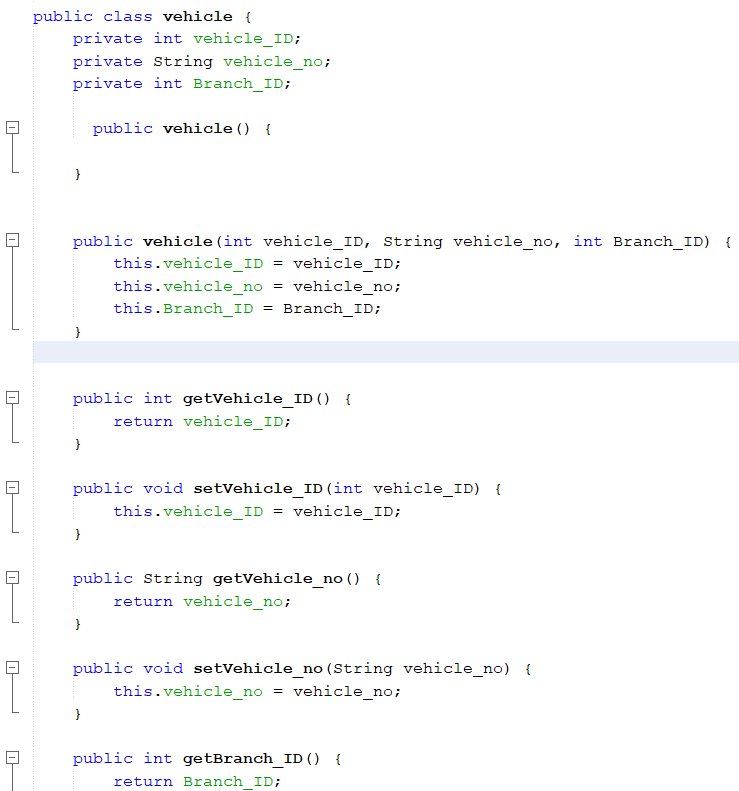 public class vehicle {
private int vehicle_ID;
private String vehicle_no;
private int Branch_ID;
public vehicle() {
}
public vehicle(int vehicle_ID, String vehicle_no, int Branch_ID) {
this.vehicle_ID = vehicle_ID;
this.vehicle_no = vehicle_no;
this.Branch_ID = Branch_ID;
}
public int getVehicle_ID() {
return vehicle_ID;
}
public void setVehicle_ID(int vehicle_ID) {
this.vehicle_ID = vehicle_ID;
}
public String getVehicle_no() {
return vehicle_no;
}
public void setVehicle_no(String vehicle_no) {
this.vehicle_no = vehicle_no;
}
public int getBranch_ID() {
return Branch_ID;